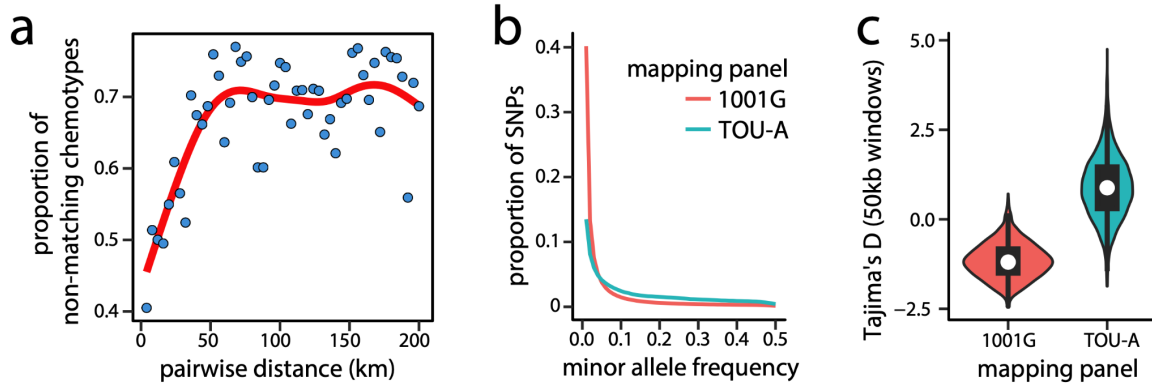 a
proportion of
non-matching chemotypes
0.7
0.6
0.5
0.4
0
50
100
150
200
pairwise distance (km)
b
proportion of SNPs
0.4
0.3
0.2
0.1
0
mapping panel
1001G
TOU-A
0.0
0.1
0.2
0.3
0.4
0.5
minor allele frequency
c
Tajima's D (50kb windows)
5.0
2.5
0.0
−2.5
1001G
TOU-A
mapping panel